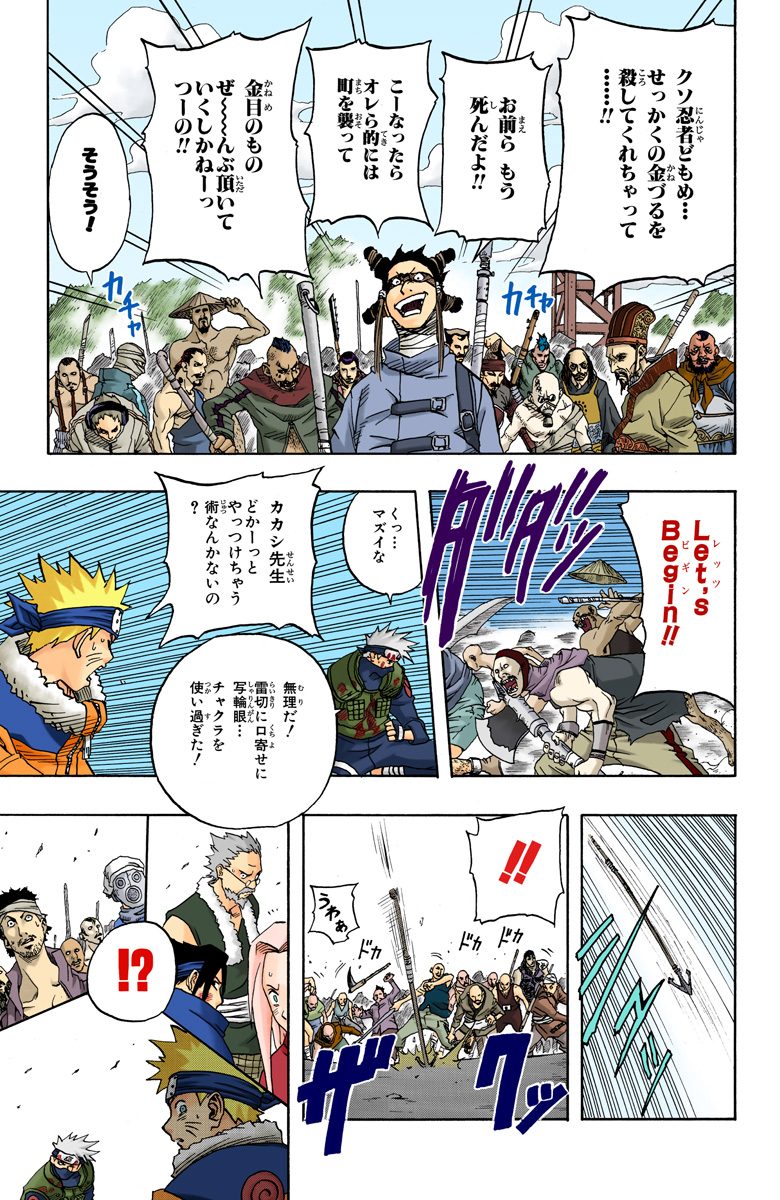 クソ忍者どもめ…
せっかくの金づるを
殺してくれちゃって
……!!
お前ら もう
死んだよ!!
こーなったら
オレら的には
町を襲って
金目のもの
ぜ〜〜〜んぶ頂いて
いくしかねーっ
つーの!!
そうそう!
カチャ
カチャ
Let's
Begin!!
ダダダッ
くっ…
マズイな
カカシ先生
どかーっと
やっつけちゃう
術なんかないの
?
無理だ!
雷切に口寄せに
写輪眼…
チャクラを
使い過ぎた!
!!
うわぁ
ドカ
ドカ
ザクッ
!?